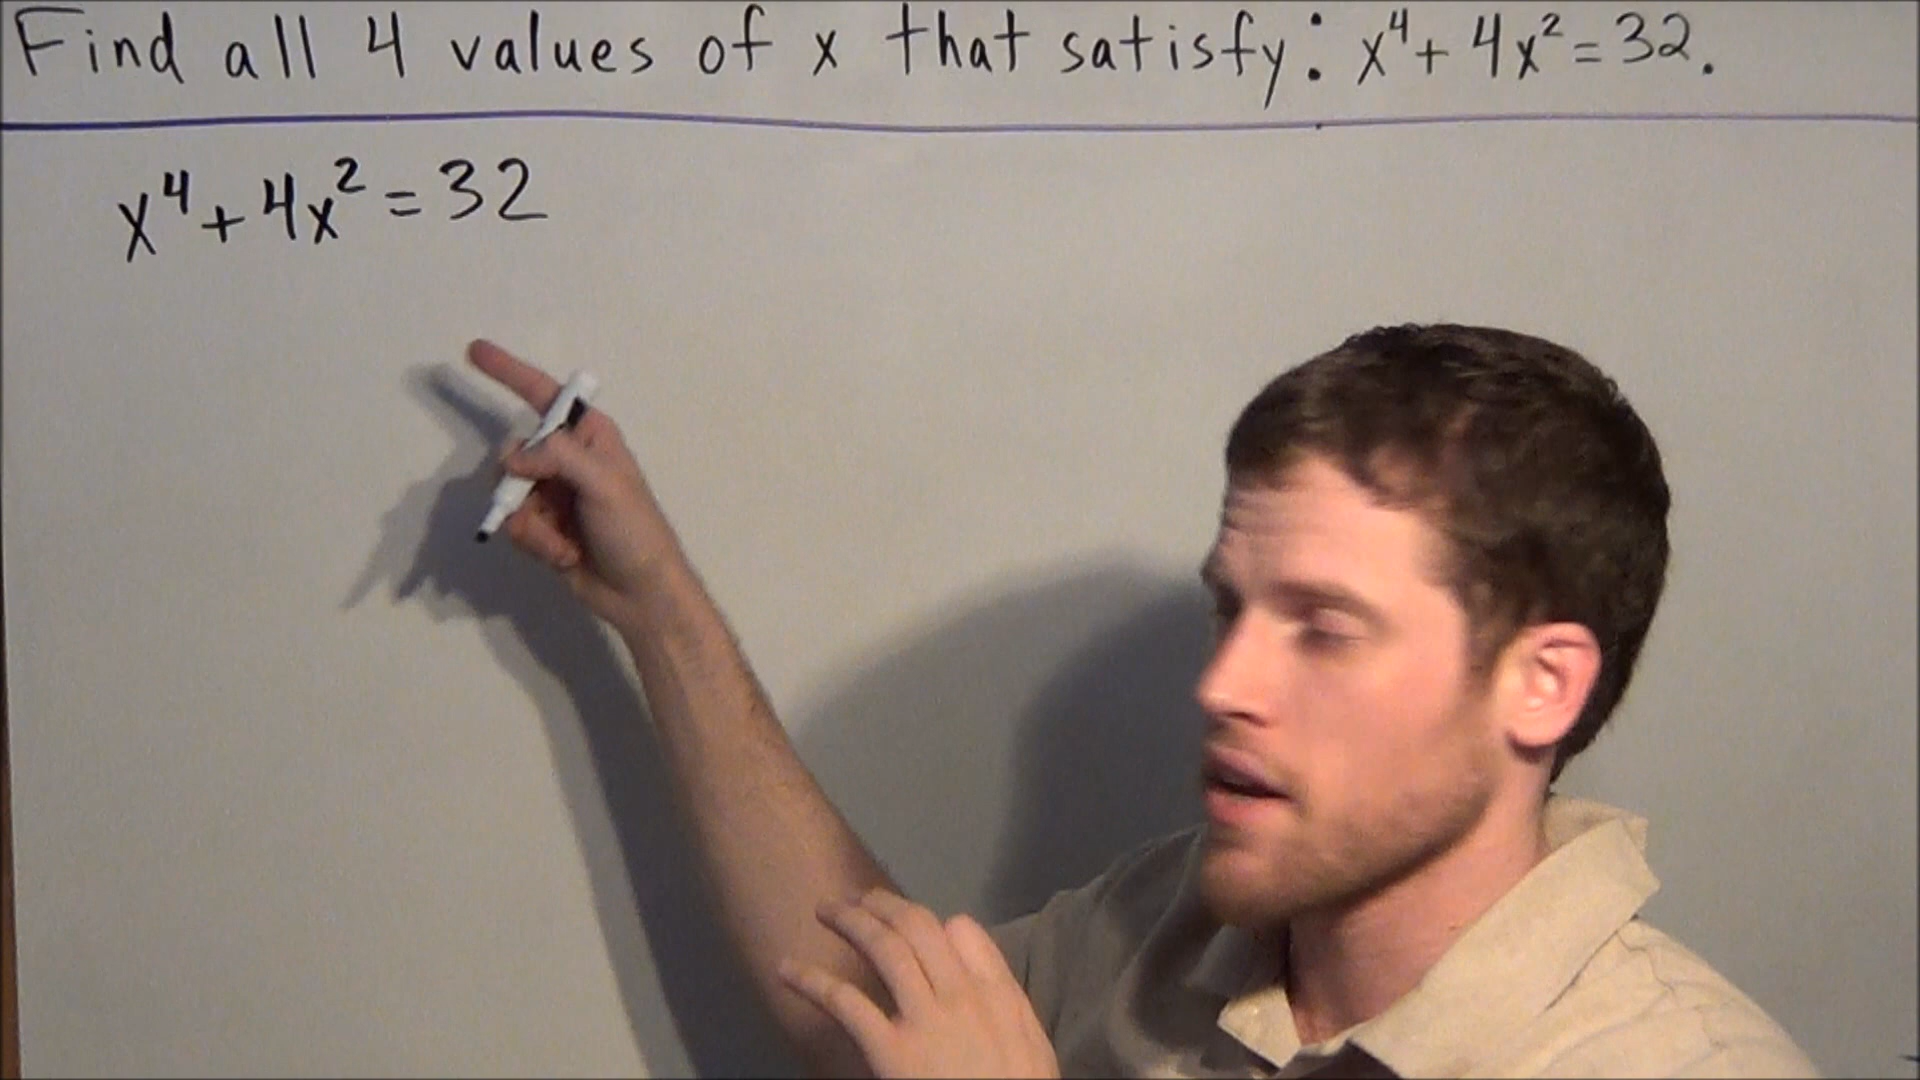 Find all 4 values of x that satisfy: x⁴ + 4x² = 32.
x⁴ + 4x² = 32